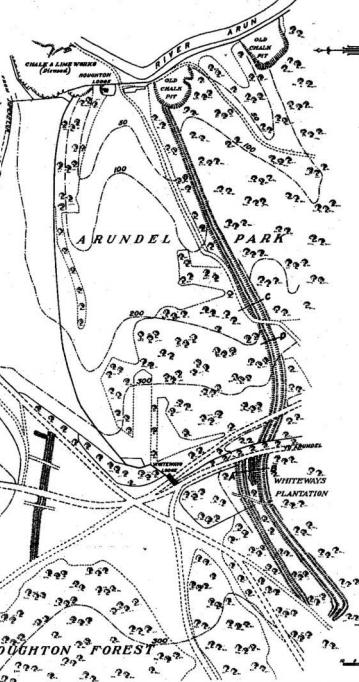 RIVER ARUN
OLD
CHALK
PIT
CHALK & LIME WORKS
(Disused)
HOUGHTON
LODGE
OLD
CHALK
PIT
50
100
100
ARUNDEL PARK
C
200
D
300
TO ARUNDEL
WHITEWAYS
LODGE
A
B
WHITEWAYS
PLANTATION
300
OUGHTON FOREST